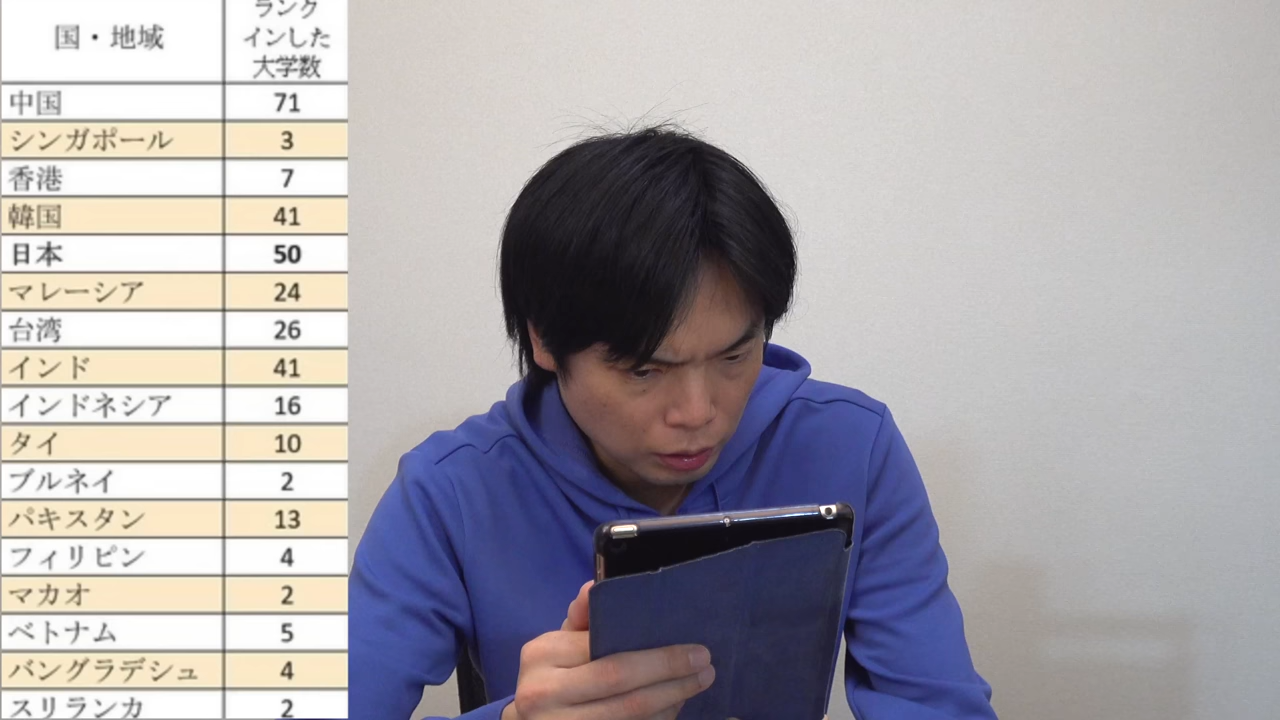 国・地域 ランク
インした
大学数
中国 71
シンガポール 3
香港 7
韓国 41
日本 50
マレーシア 24
台湾 26
インド 41
インドネシア 16
タイ 10
ブルネイ 2
パキスタン 13
フィリピン 4
マカオ 2
ベトナム 5
バングラデシュ 4
スリランカ 2